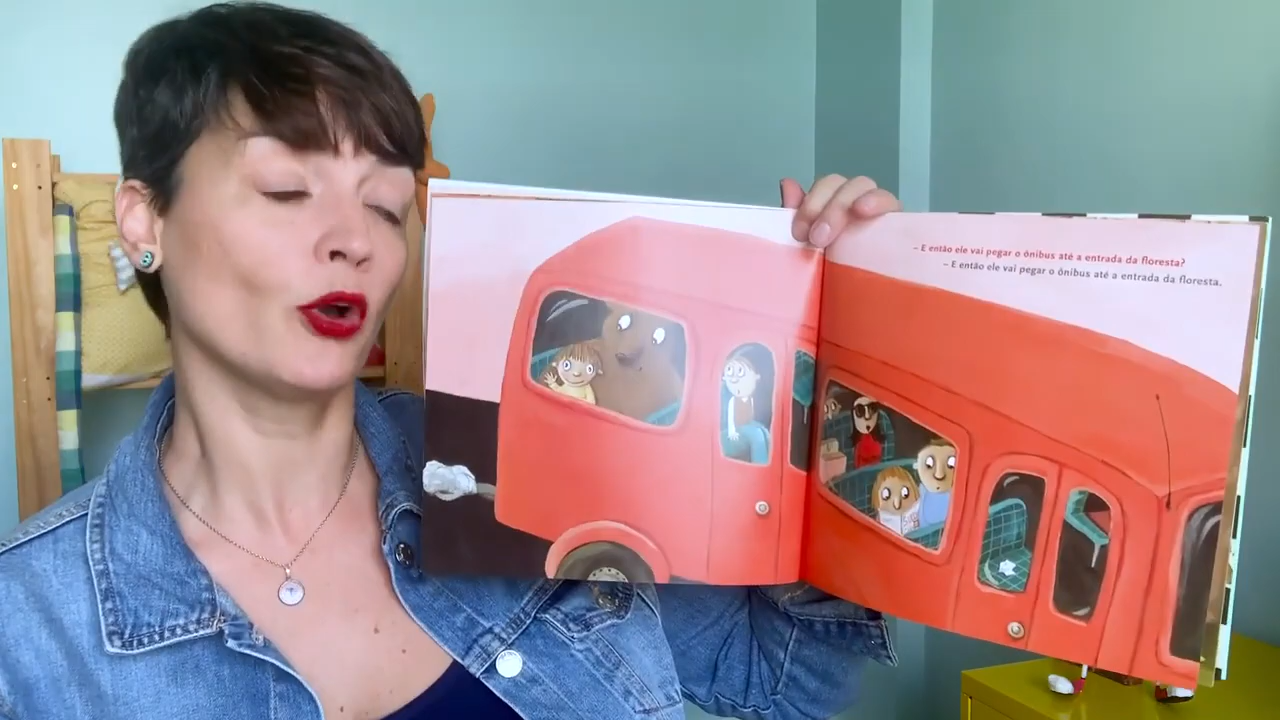 – E então ele vai pegar o ônibus até a entrada da floresta?
– E então ele vai pegar o ônibus até a entrada da floresta.